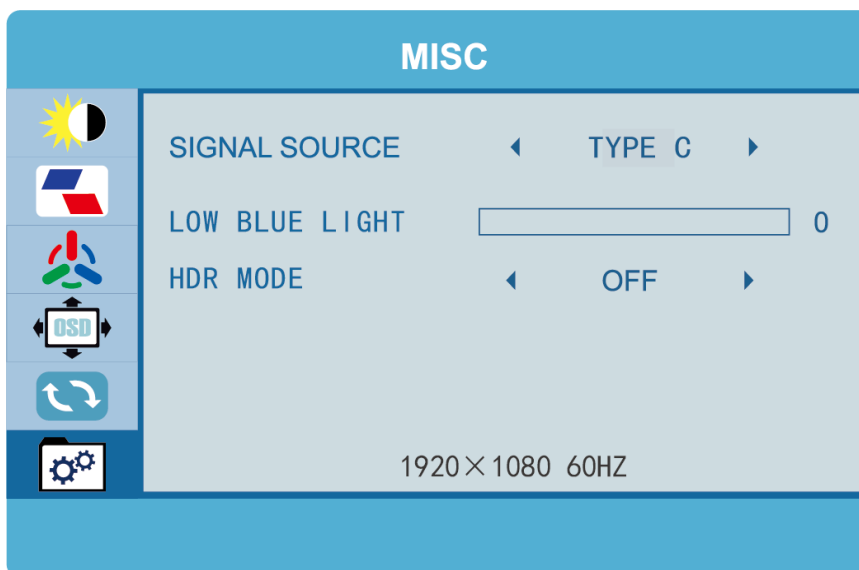 MISC
SIGNAL SOURCE TYPE C
LOW BLUE LIGHT 0
HDR MODE OFF
OSD
1920×1080 60HZ